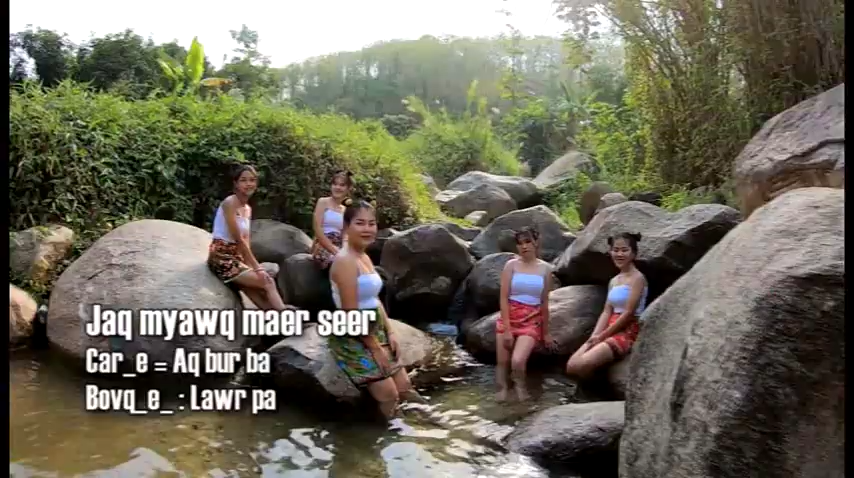 Jaq myawq maer seer
Car_e = Aq bur ba
Bovq_e_ : Lawr pa